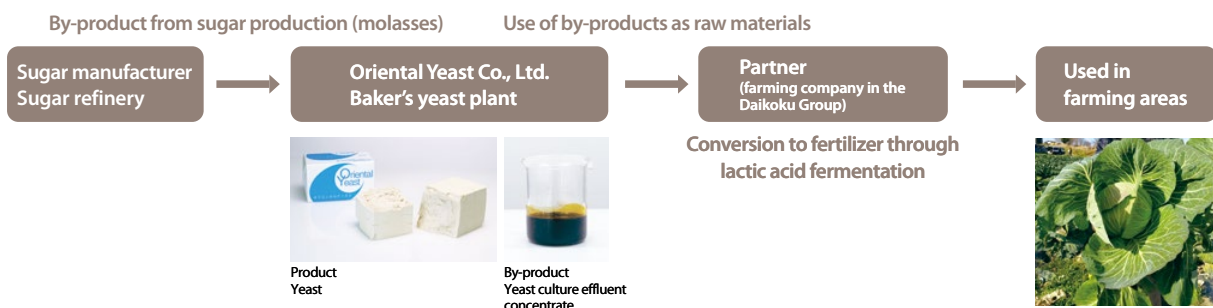 By-product from sugar production (molasses)
Use of by-products as raw materials
Sugar manufacturer
Sugar refinery
Oriental Yeast Co., Ltd.
Baker's yeast plant
Partner
(farming company in the
Daikoku Group)
Used in
farming areas
Conversion to fertilizer through
lactic acid fermentation
Oriental
Yeast
Product
Yeast
By-product
Yeast culture effluent
concentrate